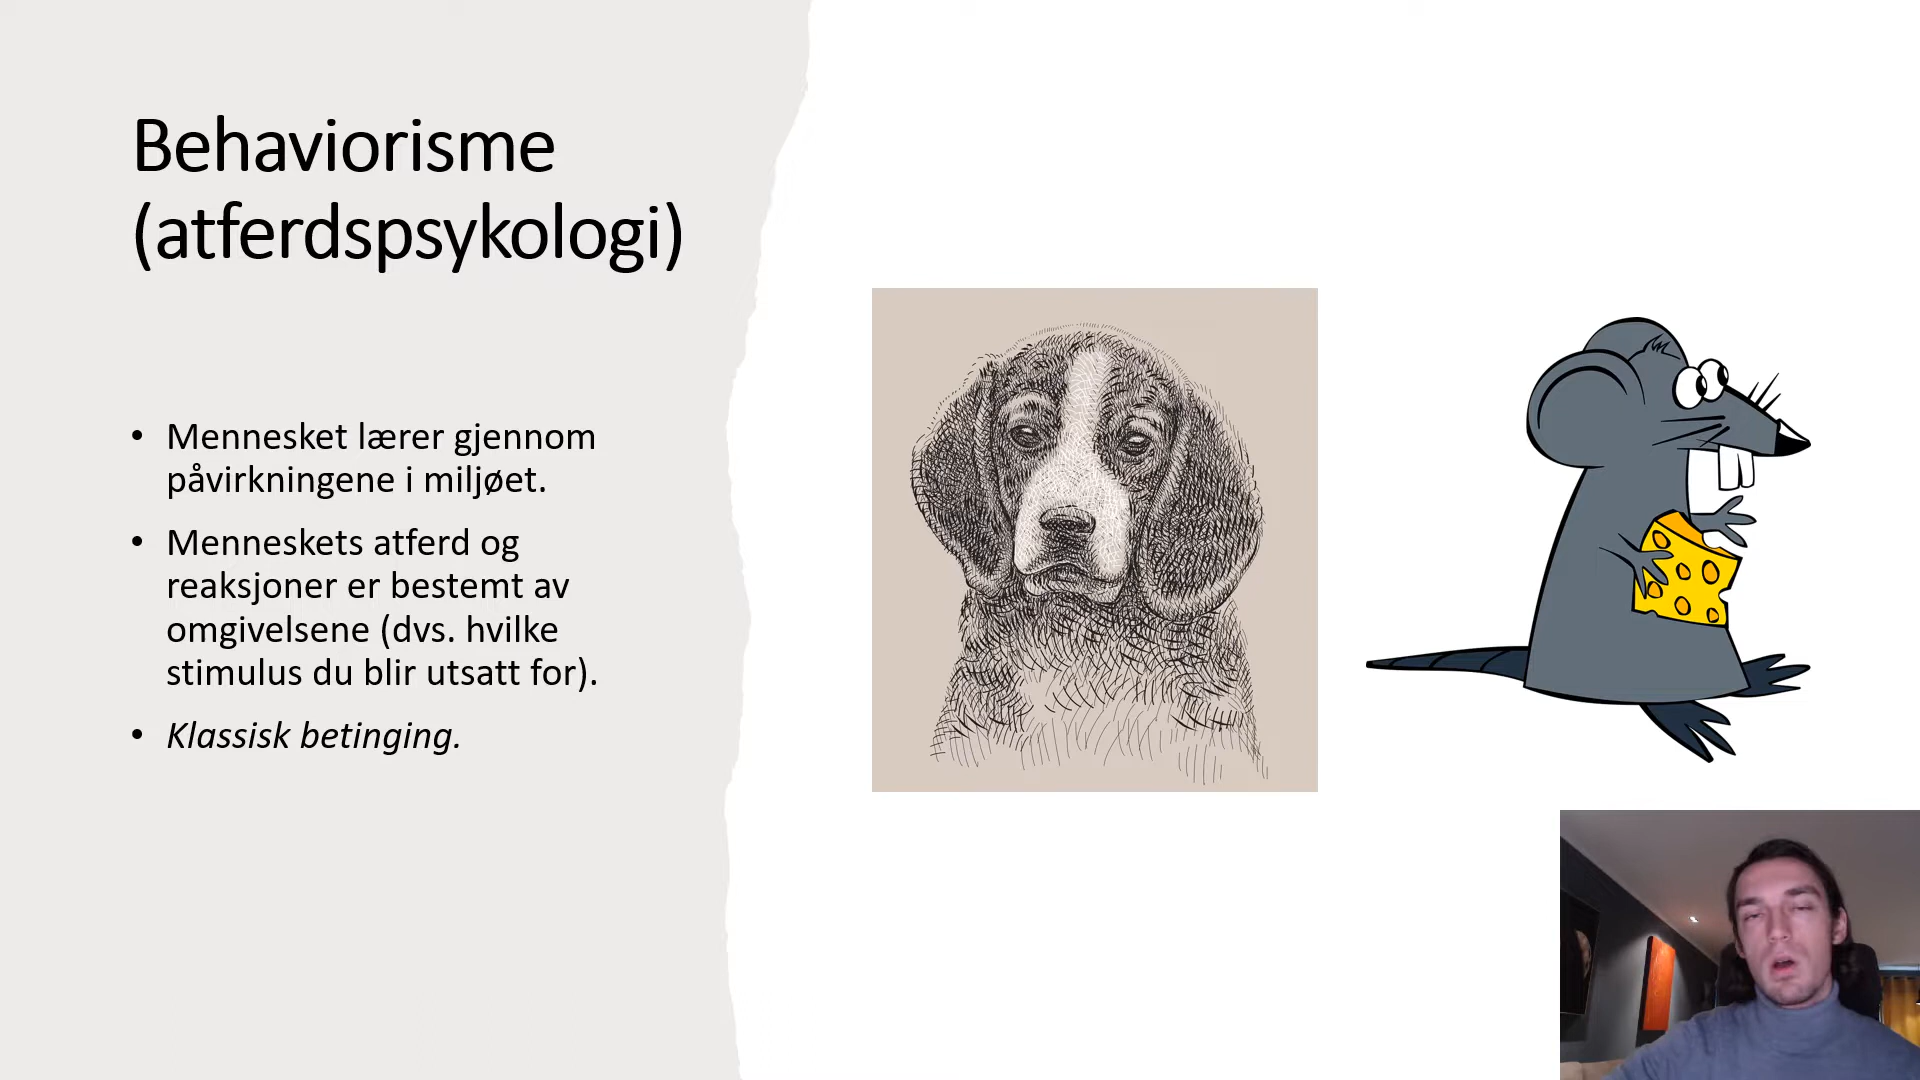 Behaviorisme
(atferdspsykologi)
• Mennesket lærer gjennom
påvirkningene i miljøet.
• Menneskets atferd og
reaksjoner er bestemt av
omgivelsene (dvs. hvilke
stimulus du blir utsatt for).
• Klassisk betinging.